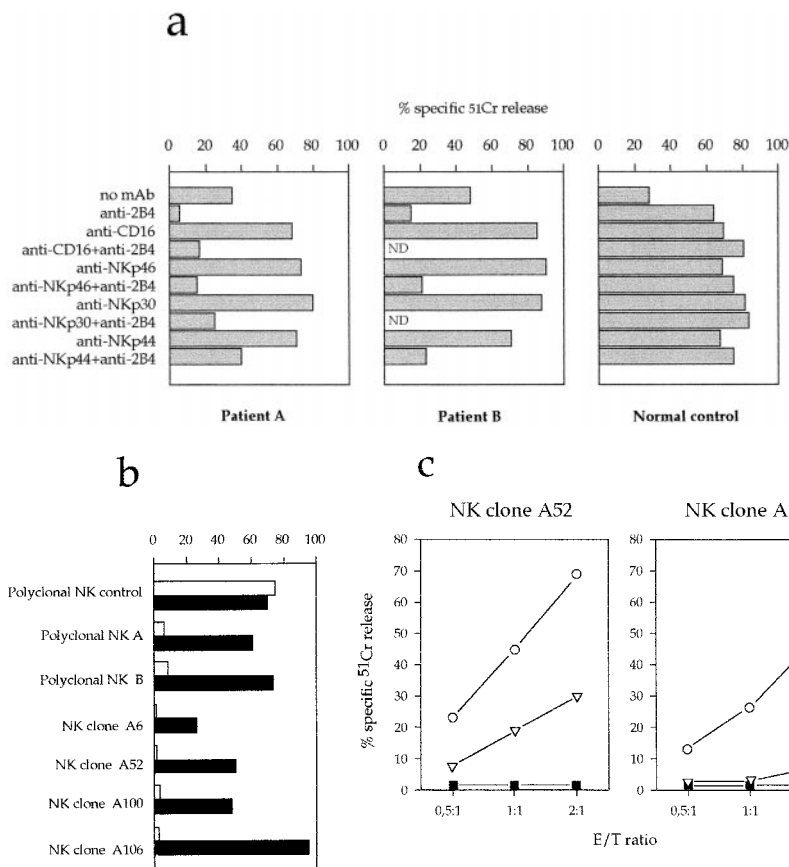 a
% specific 51Cr release
0 20 40 60 80 100
0 20 40 60 80 100
0 20 40 60 80 100
no mAb
anti-2B4
anti-CD16
anti-CD16+anti-2B4
ND
anti-NKp46
anti-NKp46+anti-2B4
anti-NKp30
anti-NKp30+anti-2B4
ND
anti-NKp44
anti-NKp44+anti-2B4
Patient A
Patient B
Normal control
b
0 20 40 60 80 100
Polyclonal NK control
Polyclonal NK A
Polyclonal NK B
NK clone A6
NK clone A52
NK clone A100
NK clone A106
c
NK clone A52
NK clone A
% specific 51Cr release
80
70
60
50
40
30
20
10
0
0,5:1 1:1 2:1
80
70
60
50
40
30
20
10
0
0,5:1 1:1
E/T ratio